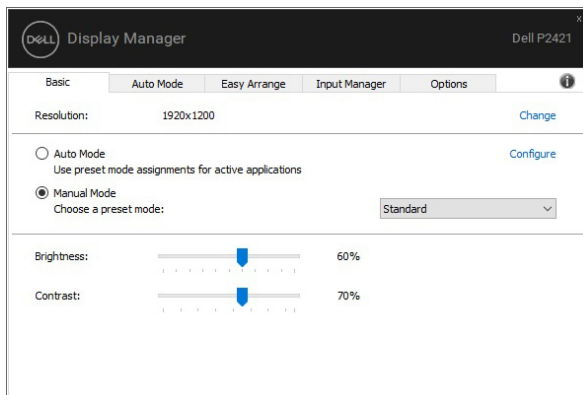 DELL Display Manager Dell P2421
x
Basic Auto Mode Easy Arrange Input Manager Options i
Resolution: 1920x1200 Change
Auto Mode Configure
Use preset mode assignments for active applications
Manual Mode
Choose a preset mode: Standard
Brightness: 60%
Contrast: 70%